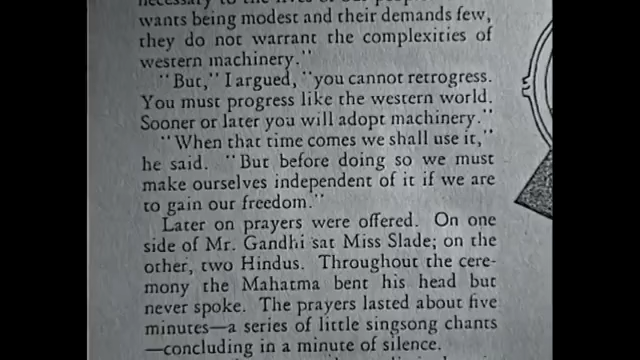 necessary to the lives of our
wants being modest and their demands few,
they do not warrant the complexities of
western machinery."
"But," I argued, "you cannot retrogress.
You must progress like the western world.
Sooner or later you will adopt machinery."
"When that time comes we shall use it,"
he said. "But before doing so we must
make ourselves independent of it if we are
to gain our freedom."
Later on prayers were offered. On one
side of Mr. Gandhi sat Miss Slade; on the
other, two Hindus. Throughout the cere-
mony the Mahatma bent his head but
never spoke. The prayers lasted about five
minutes—a series of little singsong chants
—concluding in a minute of silence.